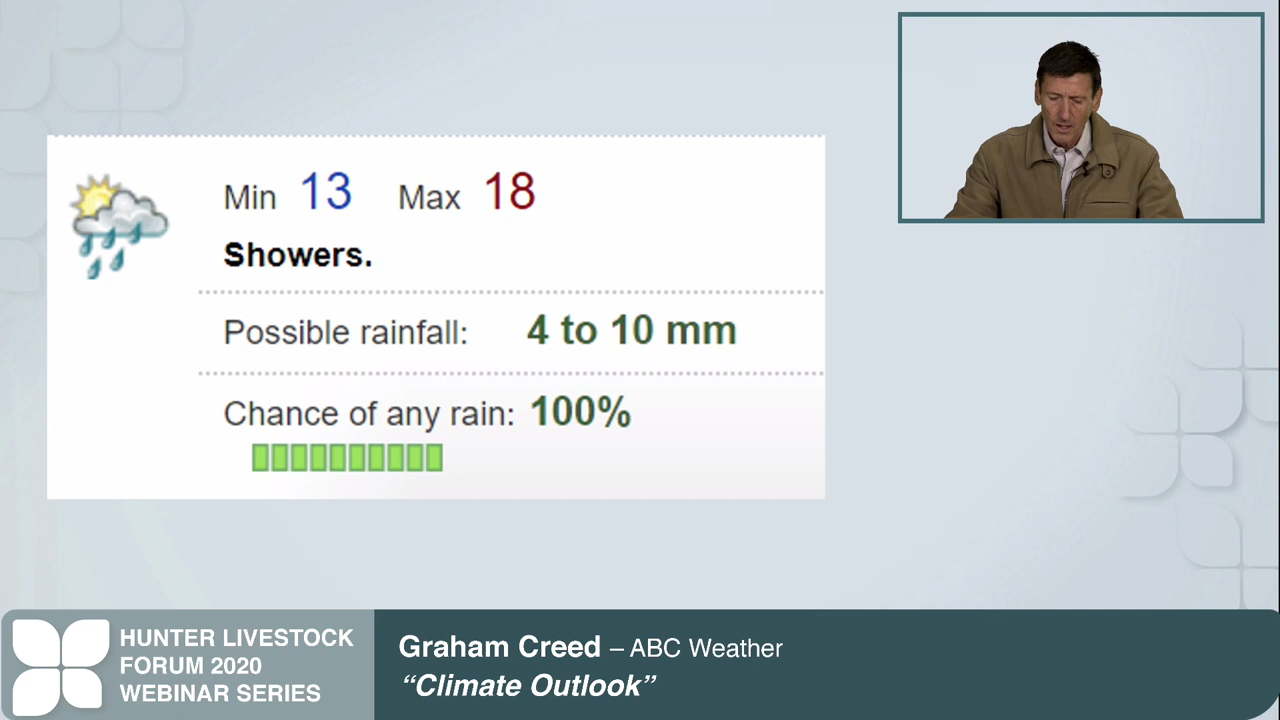 Min 13 Max 18
Showers.
Possible rainfall: 4 to 10 mm
Chance of any rain: 100%
HUNTER LIVESTOCK
FORUM 2020
WEBINAR SERIES
Graham Creed – ABC Weather
“Climate Outlook”